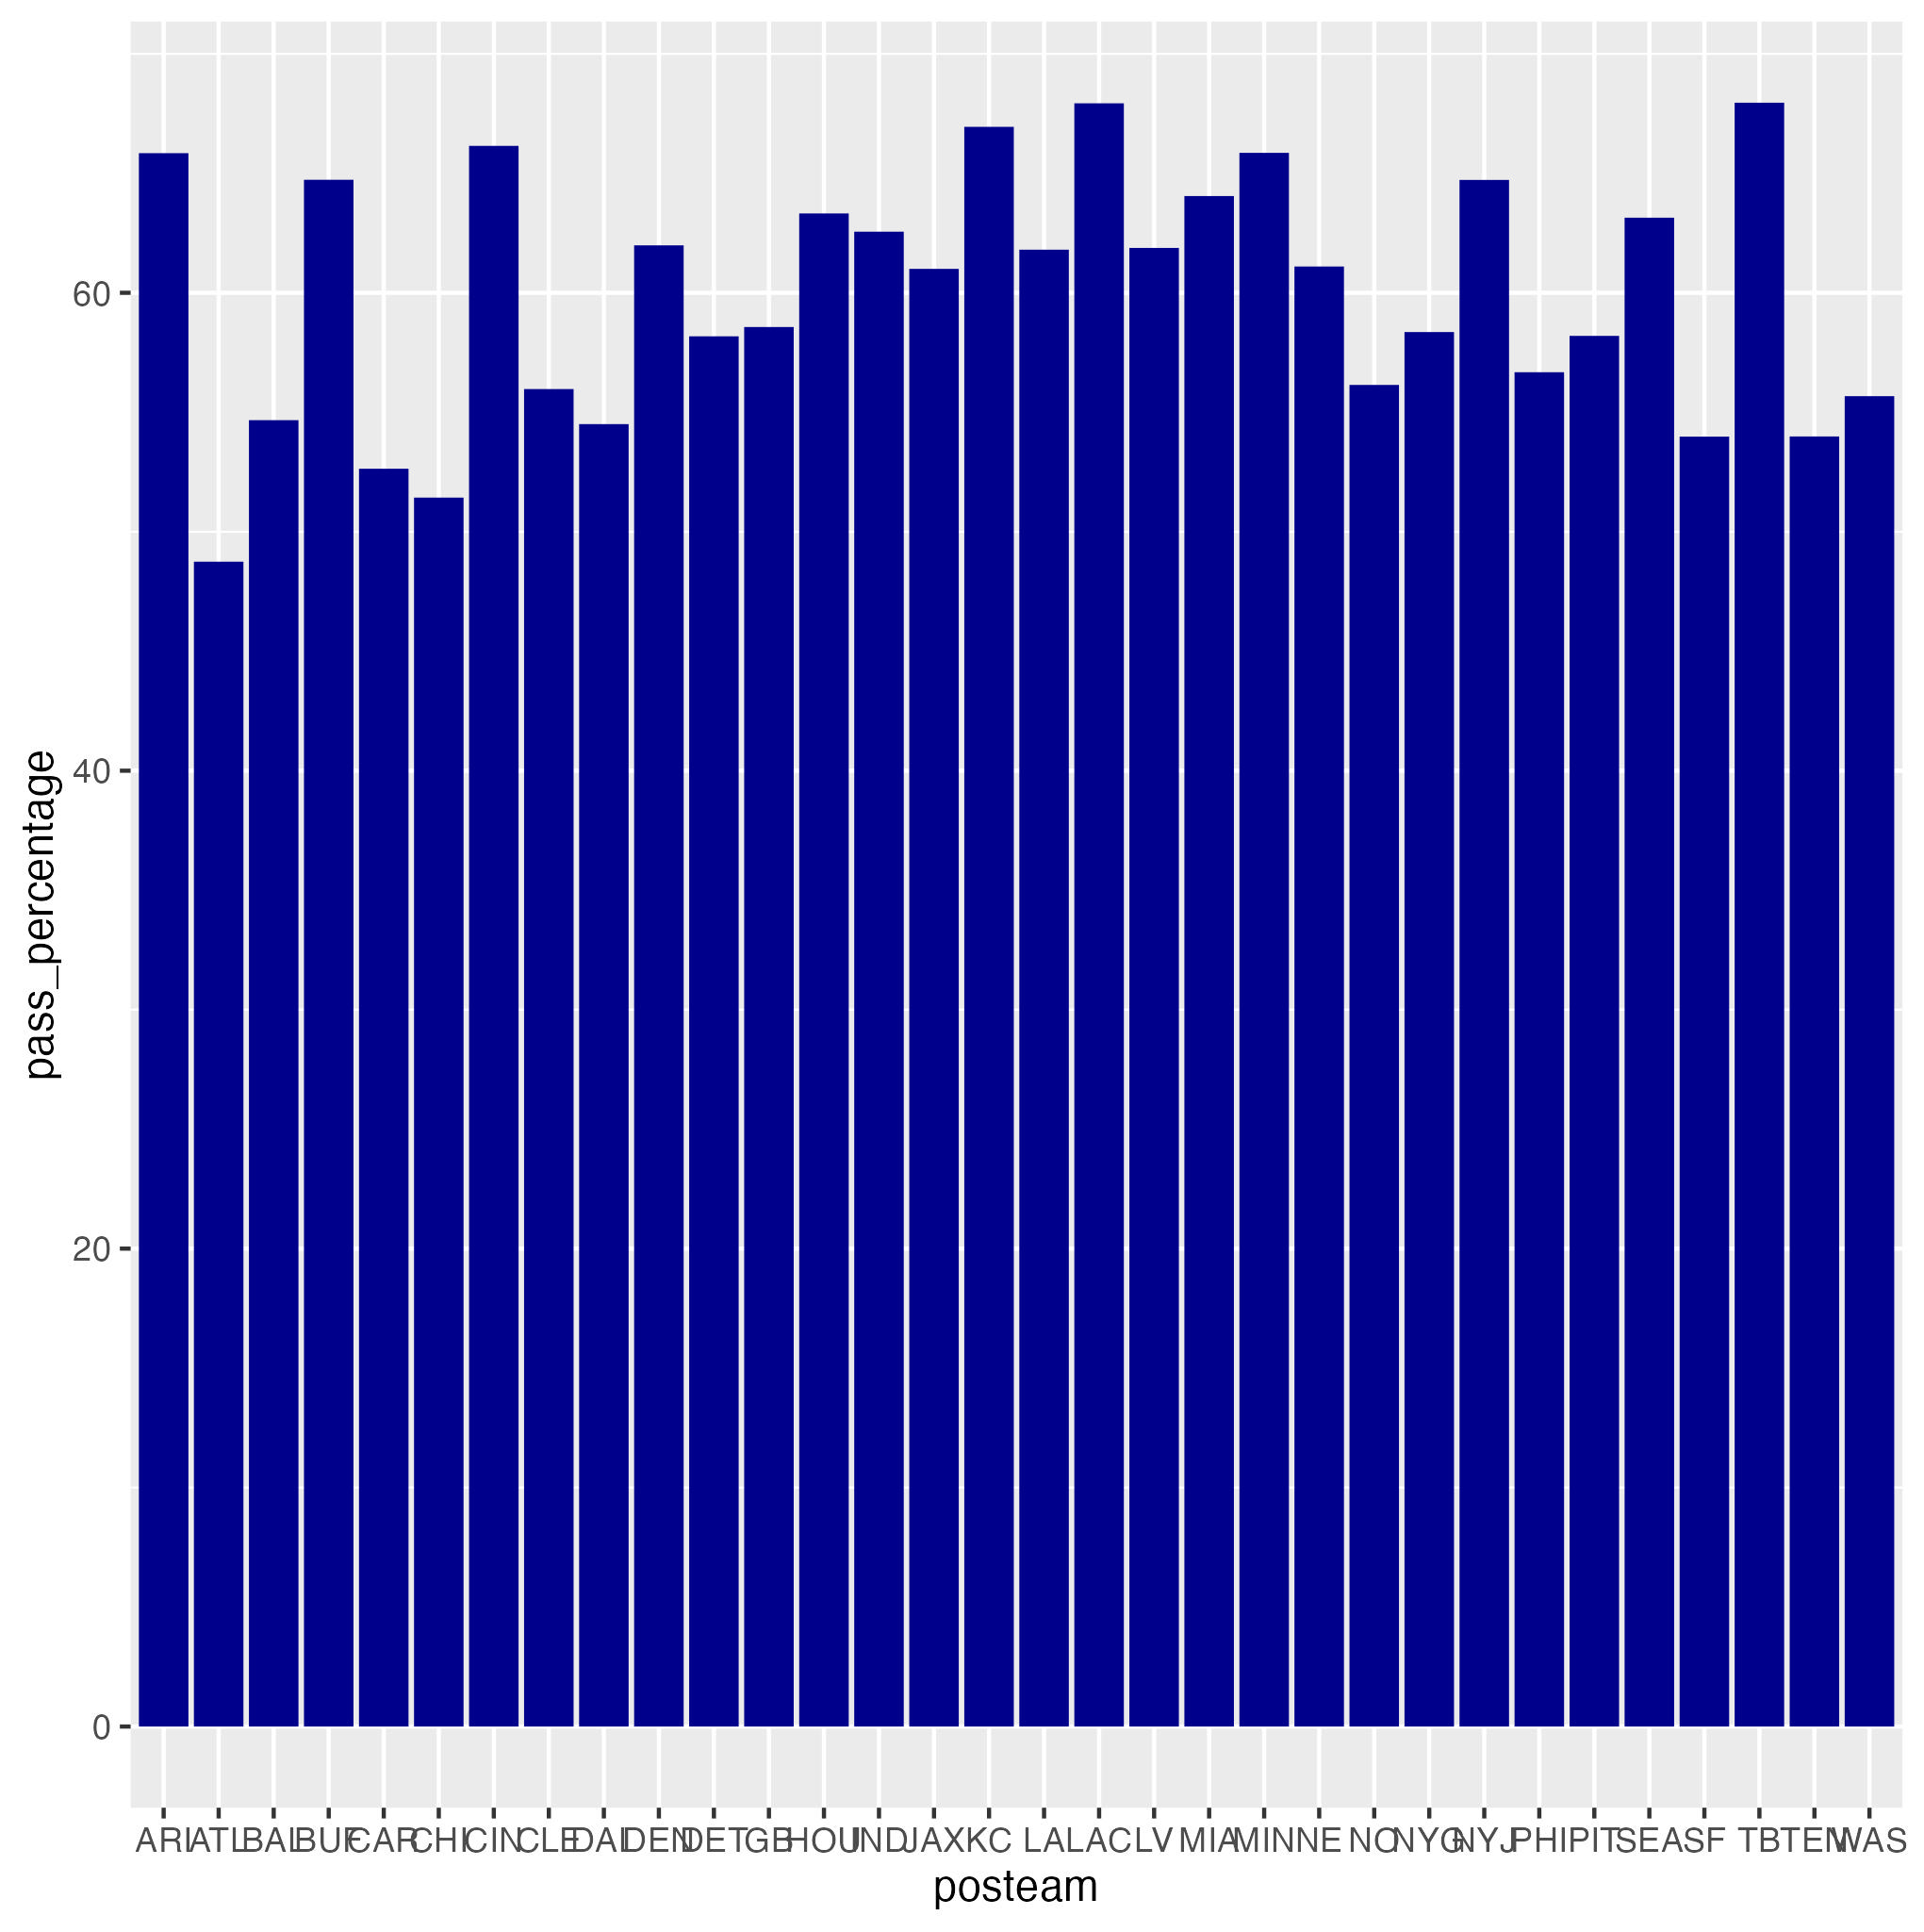 pass_percentage
60
40
20
0
ARI ATL BAL BUF CAR CHI CIN CLE DAL DEN DET GB HOU IND JAX KC LA LAC LV MIA MIN NE NO NYG NYJ PHI PIT SEA SF TB TEN WAS
posteam